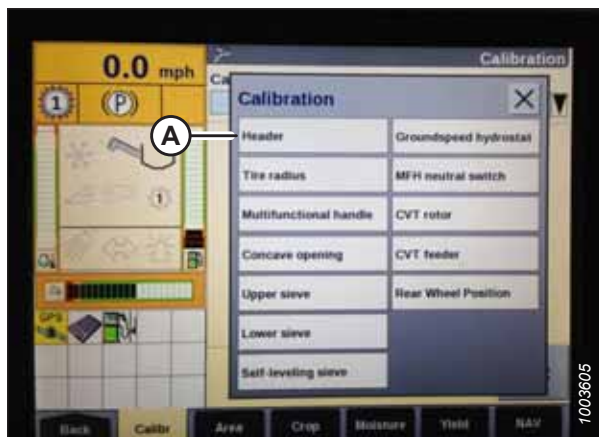 0.0 mph
Calibration
1
(P)
Calibration
X
A
Header
Groundspeed hydrostat
Tire radius
MFH neutral switch
1
Multifunctional handle
CVT rotor
Concave opening
CVT feeder
Upper sieve
Rear Wheel Position
GPS
Lower sieve
Self-leveling sieve
Back
Calibr
Area
Crop
Moisture
Yield
NAV
1003605